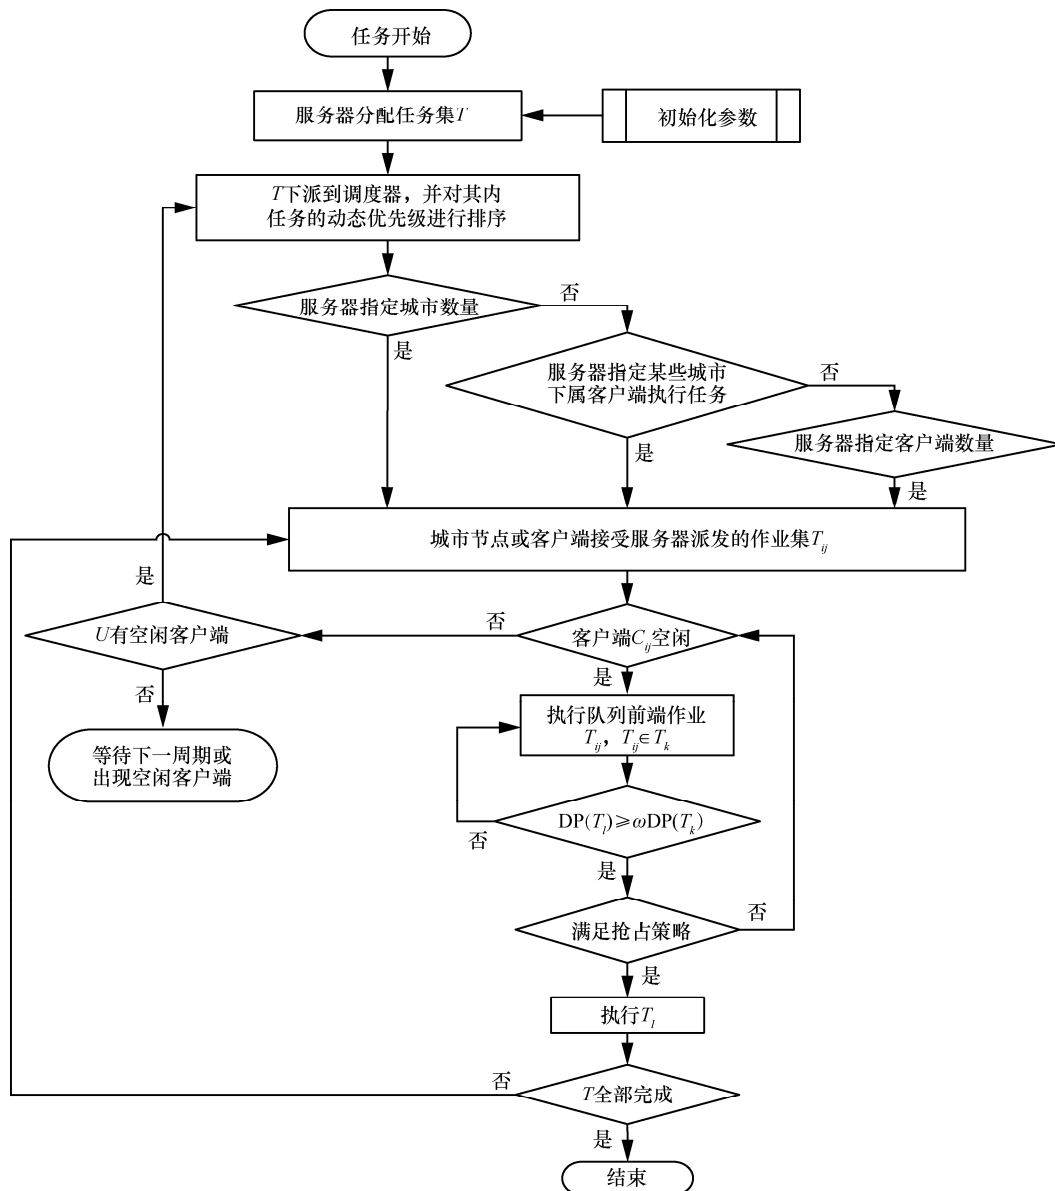 任务开始
服务器分配任务集T
初始化参数
T下派到调度器，并对其内
任务的动态优先级进行排序
服务器指定城市数量
否
是
服务器指定某些城市
下属客户端执行任务
否
是
服务器指定客户端数量
是
城市节点或客户端接受服务器派发的作业集Tij
是
U有空闲客户端
否
客户端Cij空闲
否
是
等待下一周期或
出现空闲客户端
执行队列前端作业
Tij，Tij∈Tk
DP(Tl)≥ωDP(Tk)
否
是
满足抢占策略
否
是
执行Tl
T全部完成
否
是
结束